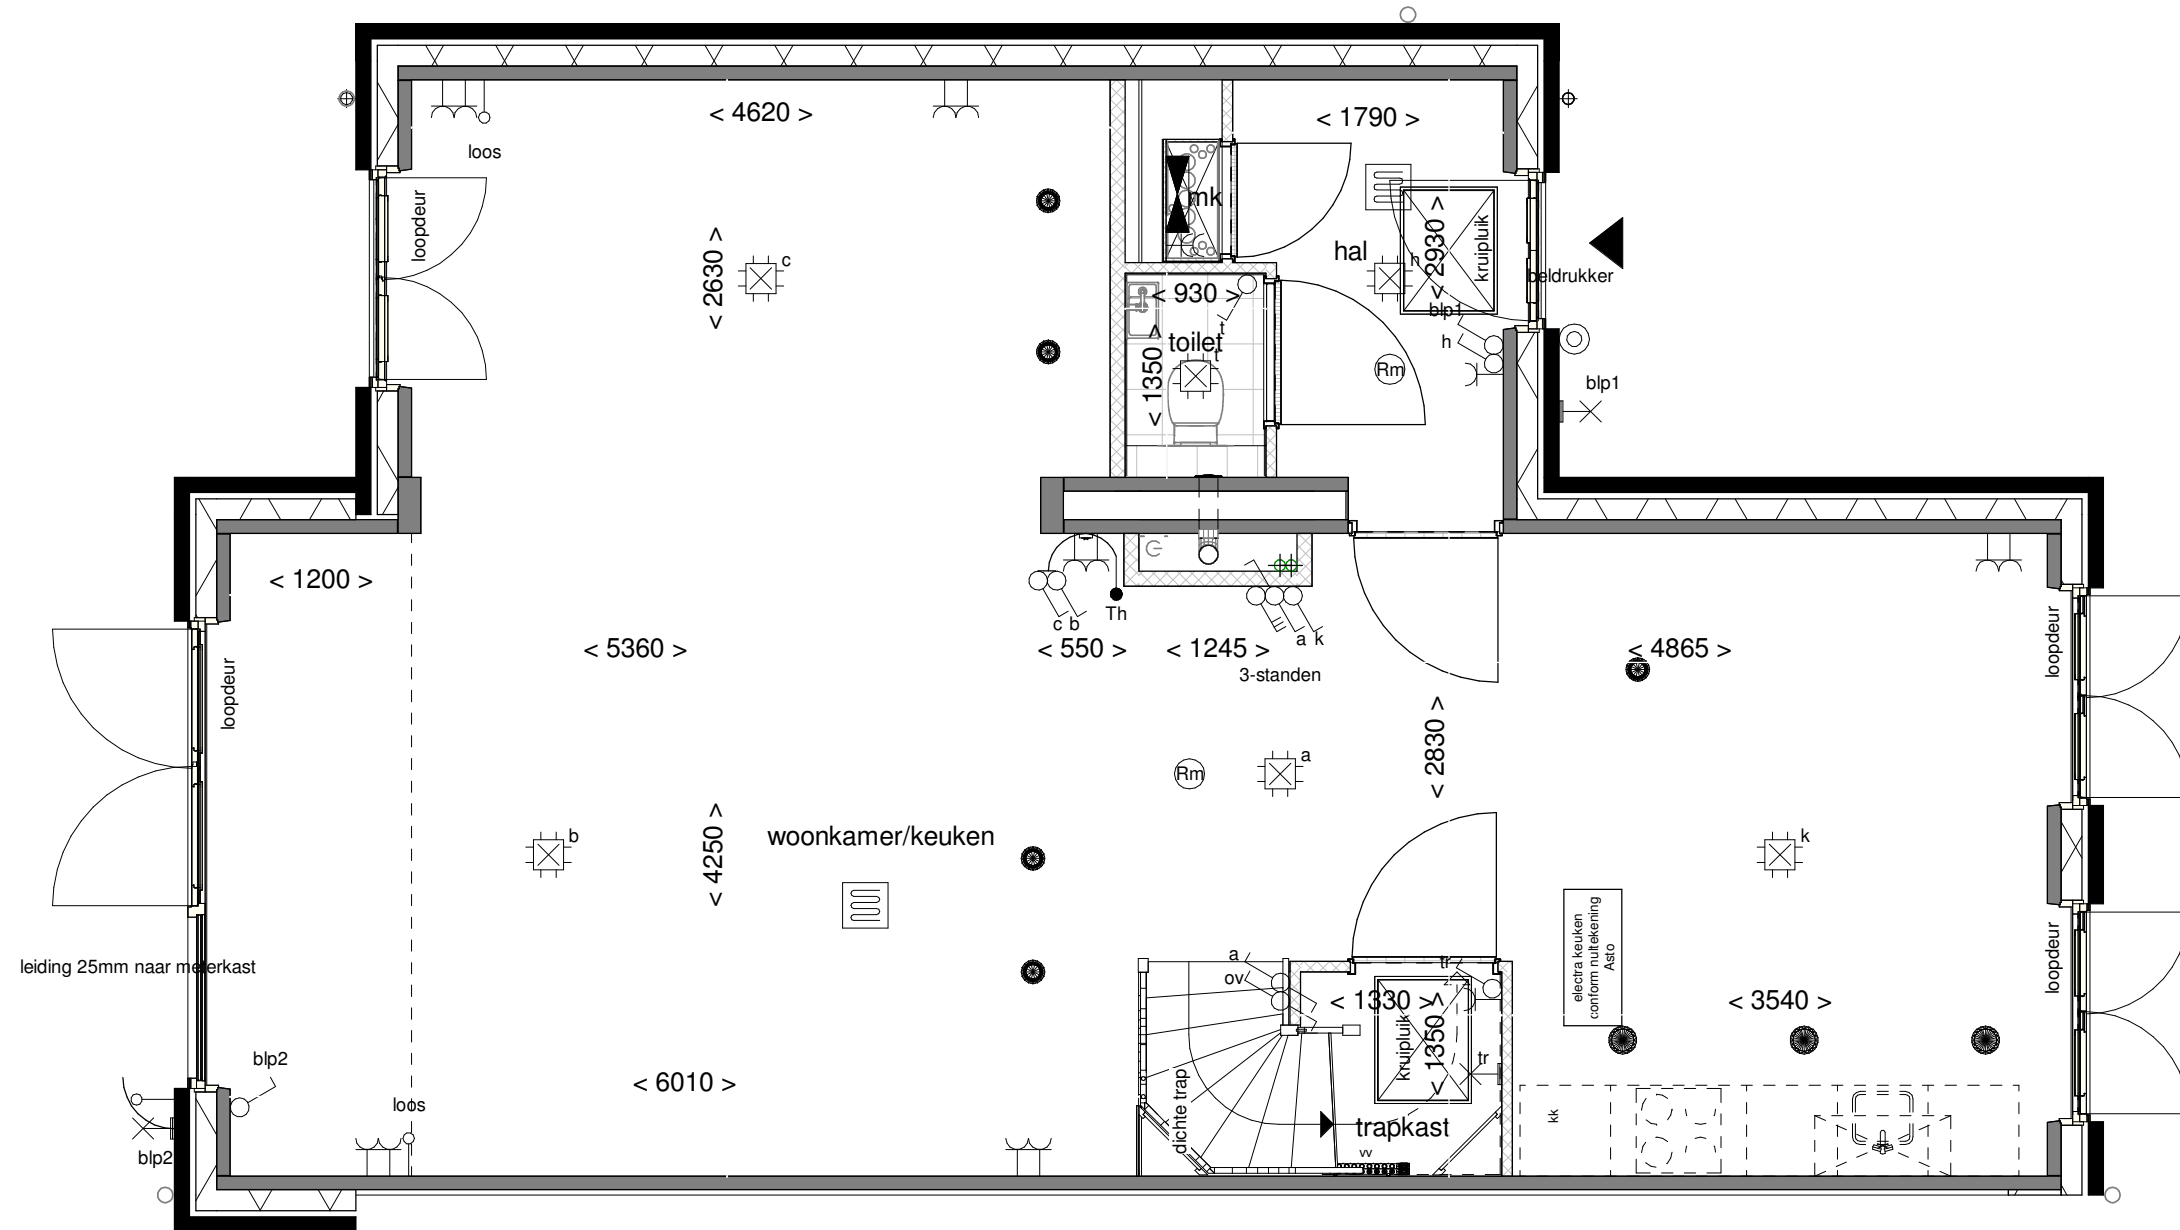 < 4620 >
< 1790 >
loos
loopdeur
mk
< 2630 >
c
hal
h
< 2930 >
kruipluik
beldrukker
< 930 >
t
blp1
toilet
t
h
< 1350 >
Rm
blp1
< 1200 >
Th
c b
a k
< 5360 >
< 550 >
< 1245 >
< 4865 >
3-standen
loopdeur
loopdeur
< 2830 >
Rm
a
b
woonkamer/keuken
k
< 4250 >
electra keuken
conform nultekening
Asto
loopdeur
leiding 25mm naar meterkast
a
ov
tr
< 1330 >
< 3540 >
kruipluik
< 1350 >
tr
blp2
< 6010 >
loos
dichte trap
trapkast
kk
vv
blp2